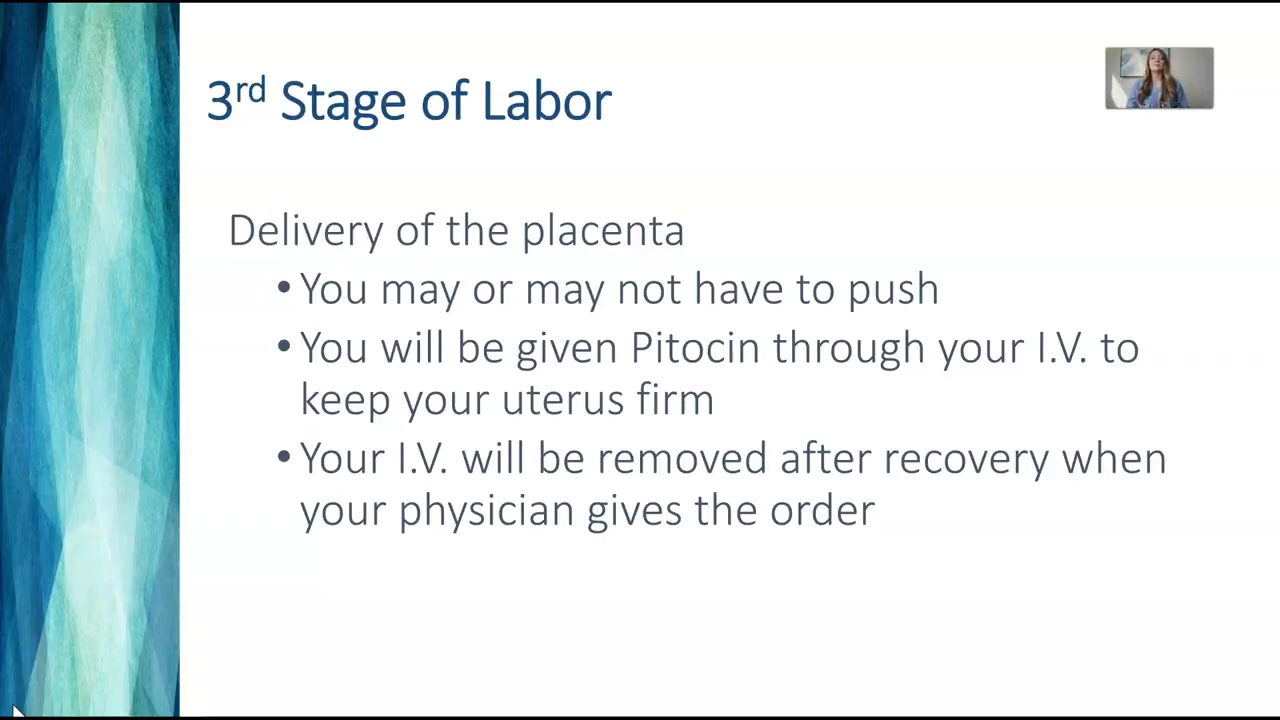 3rd Stage of Labor
Delivery of the placenta
• You may or may not have to push
• You will be given Pitocin through your I.V. to
keep your uterus firm
• Your I.V. will be removed after recovery when
your physician gives the order